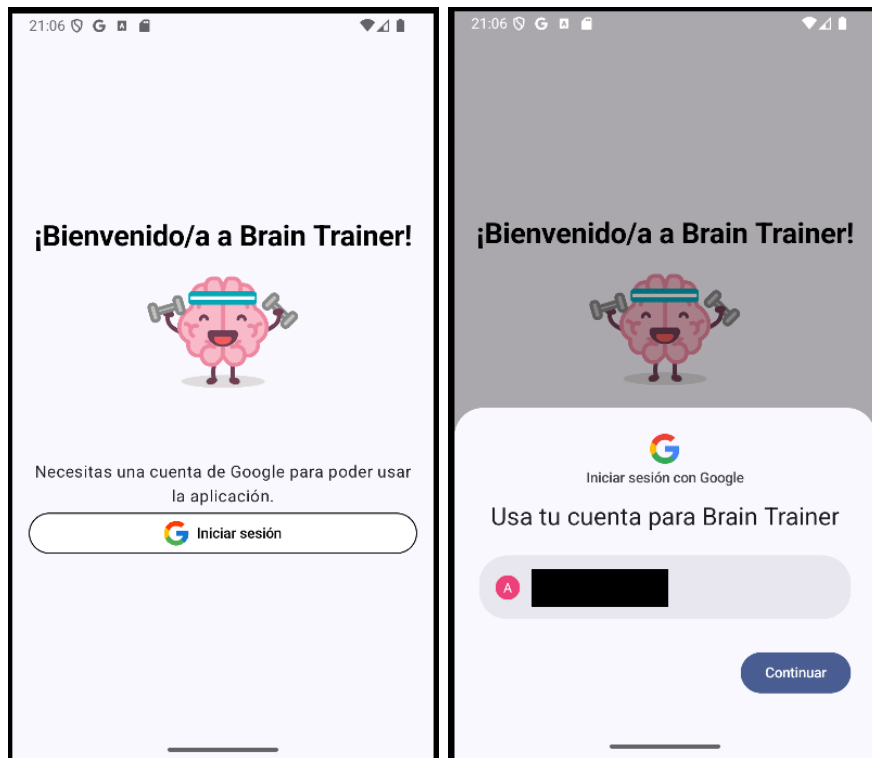 21:06
¡Bienvenido/a a Brain Trainer!
Necesitas una cuenta de Google para poder usar
la aplicación.
Iniciar sesión
21:06
¡Bienvenido/a a Brain Trainer!
Iniciar sesión con Google
Usa tu cuenta para Brain Trainer
A
Continuar